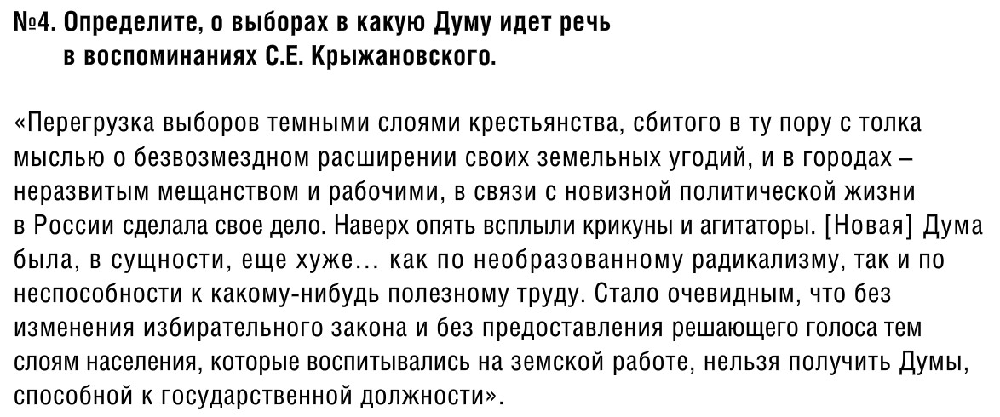 №4. Определите, о выборах в какую Думу идет речь
в воспоминаниях С.Е. Крыжановского.
«Перегрузка выборов темными слоями крестьянства, сбитого в ту пору с толка
мыслью о безвозмездном расширении своих земельных угодий, и в городах –
неразвитым мещанством и рабочими, в связи с новизной политической жизни
в России сделала свое дело. Наверх опять всплыли крикуны и агитаторы. [Новая] Дума
была, в сущности, еще хуже... как по необразованному радикализму, так и по
неспособности к какому-нибудь полезному труду. Стало очевидным, что без
изменения избирательного закона и без предоставления решающего голоса тем
слоям населения, которые воспитывались на земской работе, нельзя получить Думы,
способной к государственной должности».